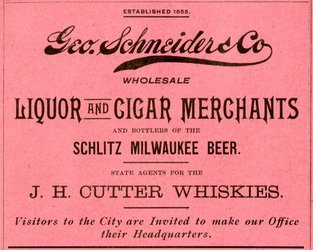 ESTABLISHED 1855.
Geo. Schneider & Co
WHOLESALE
LIQUOR AND CIGAR MERCHANTS
AND BOTTLERS OF THE
SCHLITZ MILWAUKEE BEER.
STATE AGENTS FOR THE
J. H. CUTTER WHISKIES.
Visitors to the City are Invited to make our Office
their Headquarters.